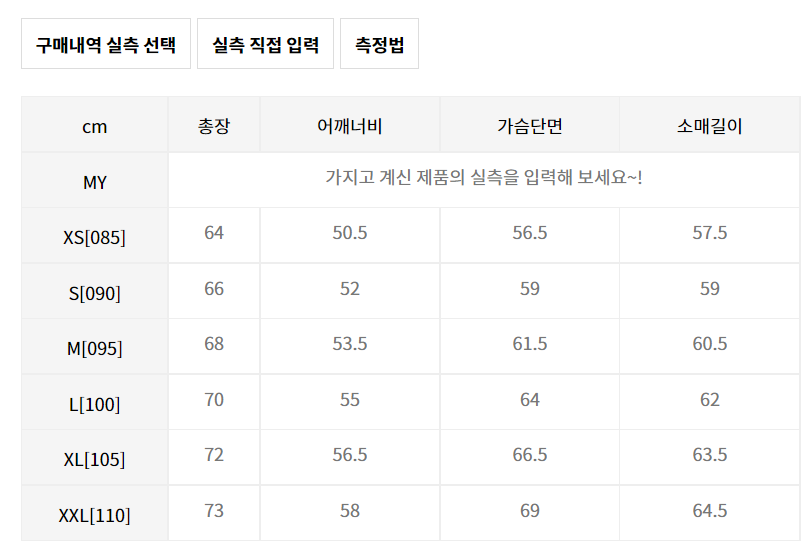 구매내역 실측 선택 실측 직접 입력 측정법
cm 총장 어깨너비 가슴단면 소매길이
MY 가지고 계신 제품의 실측을 입력해 보세요~!
XS[085] 64 50.5 56.5 57.5
S[090] 66 52 59 59
M[095] 68 53.5 61.5 60.5
L[100] 70 55 64 62
XL[105] 72 56.5 66.5 63.5
XXL[110] 73 58 69 64.5